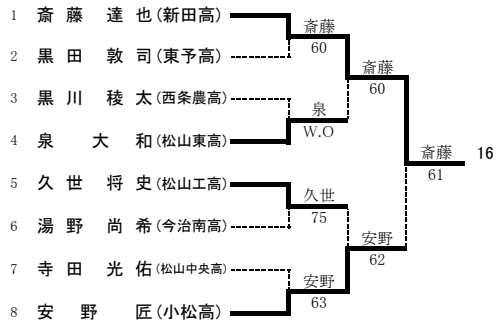 1 斎藤達也(新田高)
2 黒田敦司(東予高)
3 黒川稜太(西条農高)
4 泉大和(松山東高)
5 久世将史(松山工高)
6 湯野尚希(今治南高)
7 寺田光佑(松山中央高)
8 安野匠(小松高)
斎藤
60
泉
W.O
久世
75
安野
63
斎藤
60
安野
62
斎藤
61
16